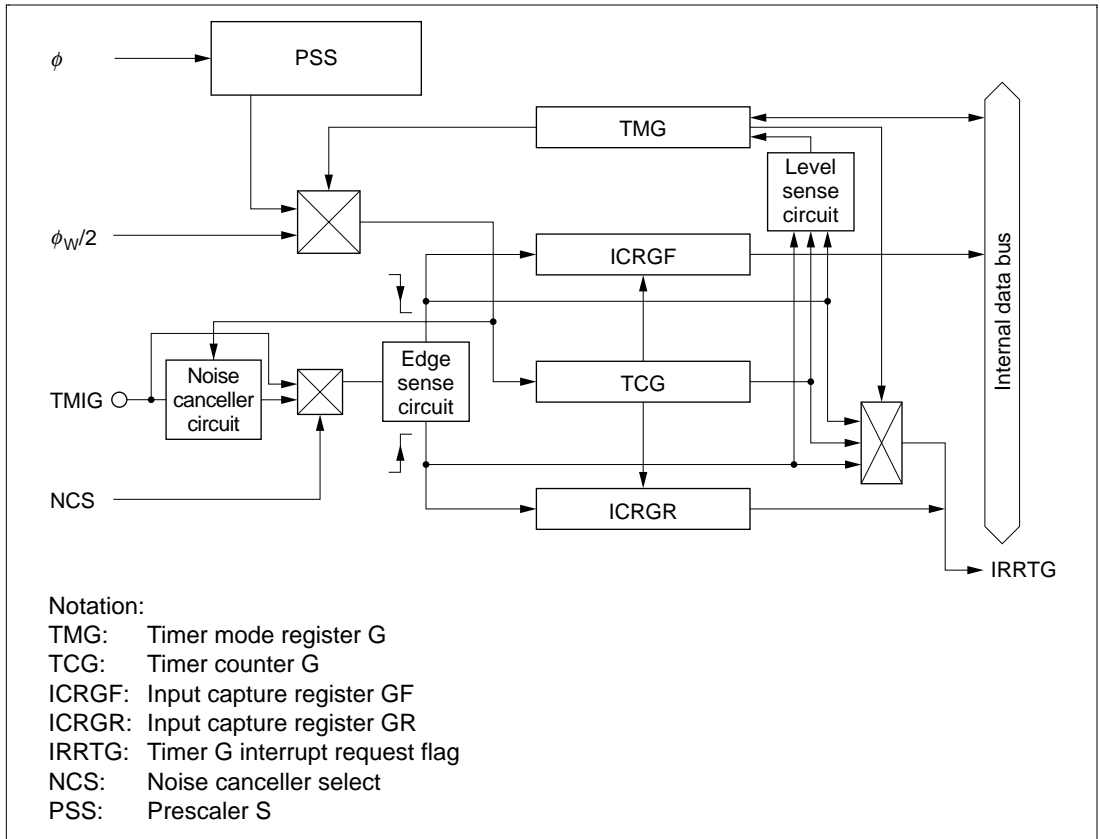 ϕ
PSS
TMG
Level
sense
circuit
ϕW/2
ICRGF
Internal data bus
TMIG
Noise
canceller
circuit
Edge
sense
circuit
TCG
NCS
ICRGR
IRRTG
Notation:
TMG: Timer mode register G
TCG: Timer counter G
ICRGF: Input capture register GF
ICRGR: Input capture register GR
IRRTG: Timer G interrupt request flag
NCS: Noise canceller select
PSS: Prescaler S